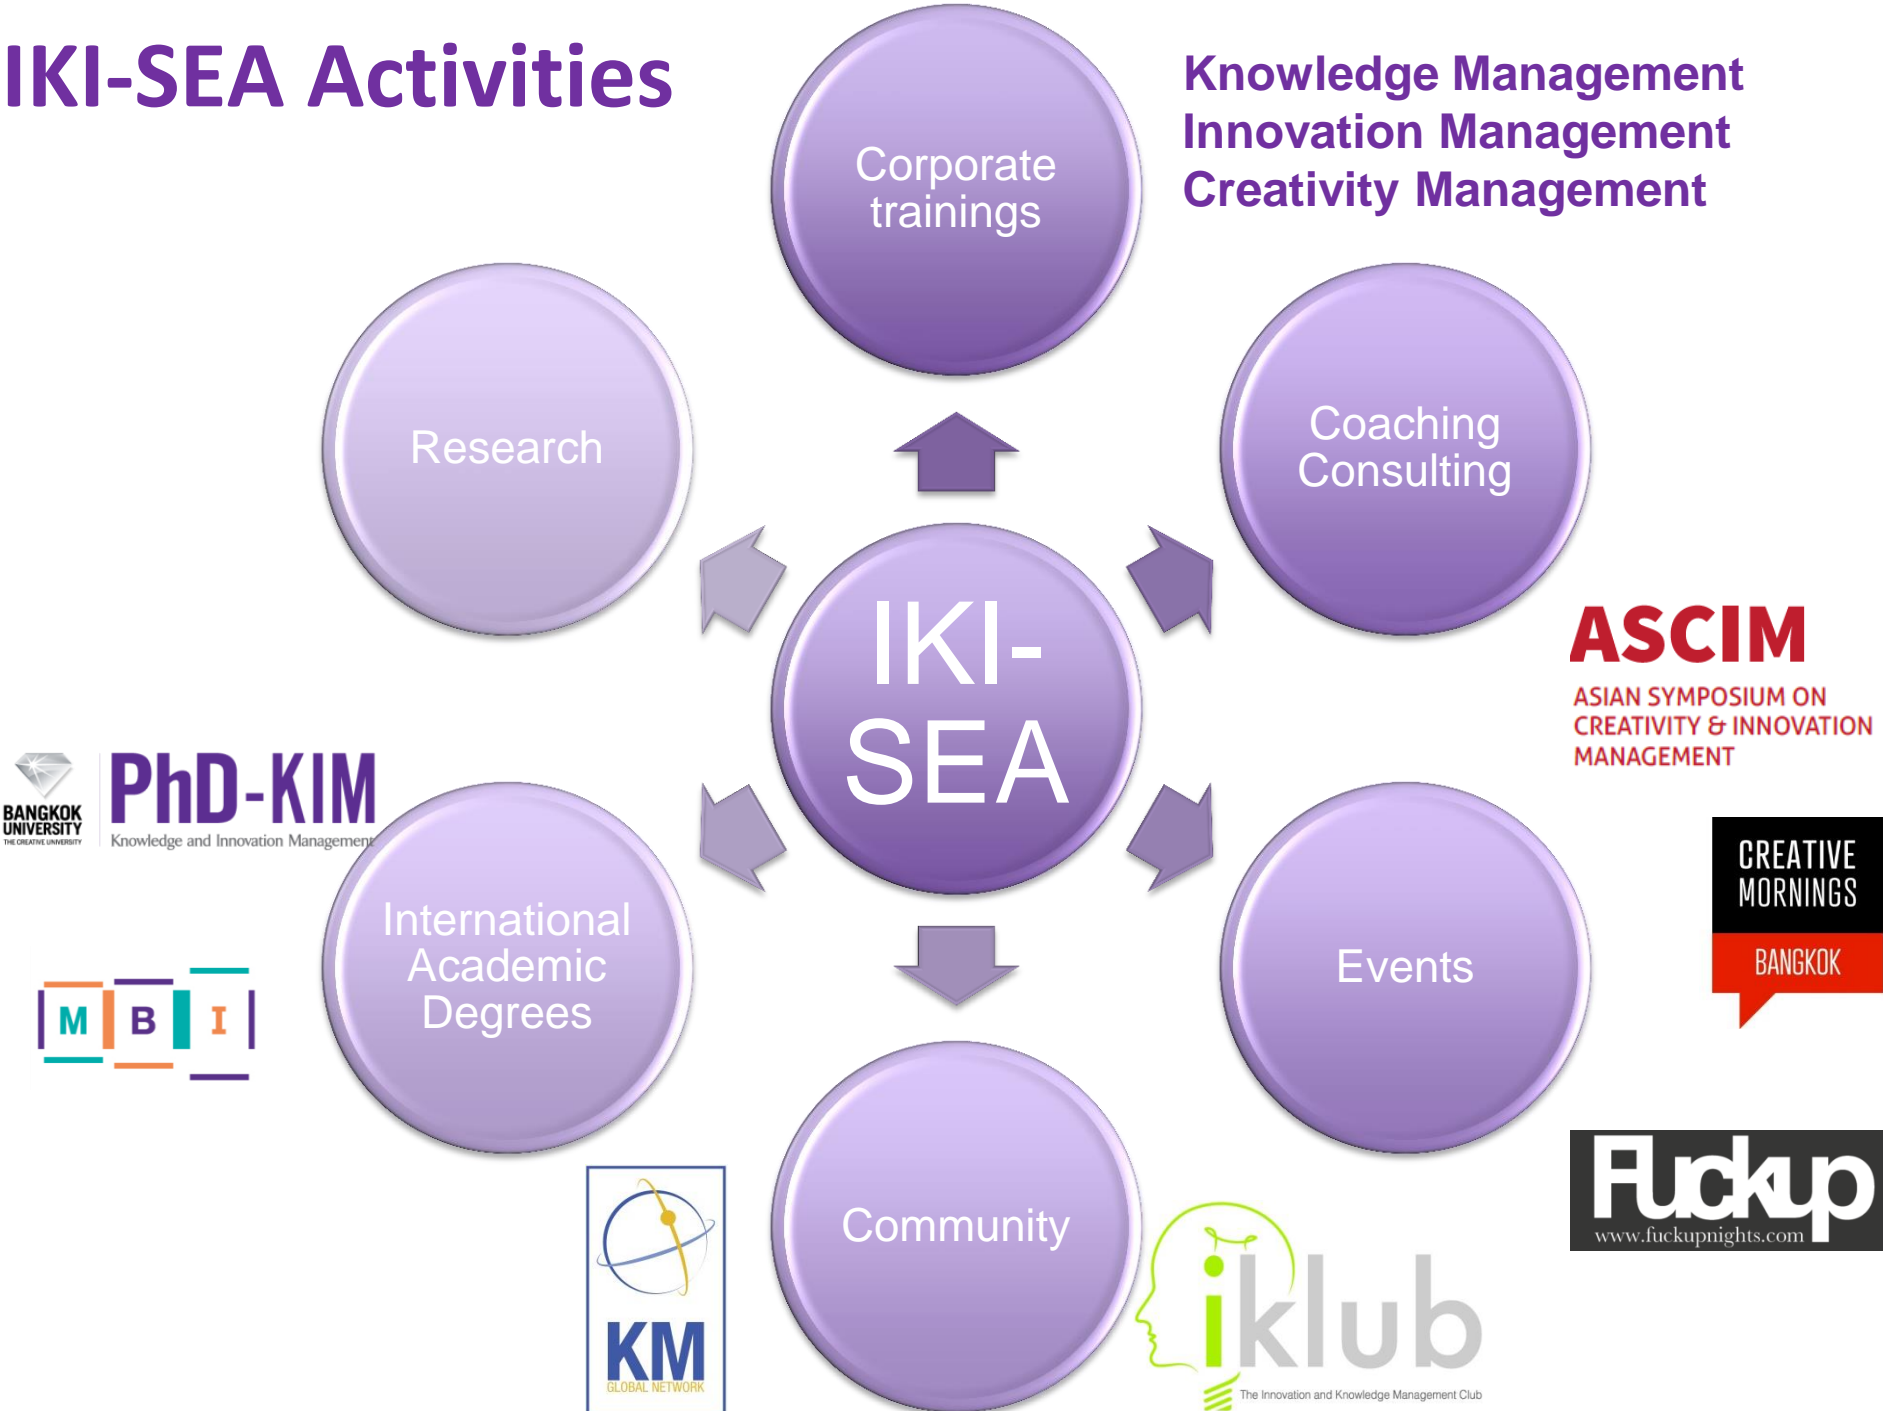 IKI-SEA Activities
Knowledge Management
Innovation Management
Creativity Management
Corporate
trainings
Research
Coaching
Consulting
IKI-
SEA
ASCIM
ASIAN SYMPOSIUM ON
CREATIVITY & INNOVATION
MANAGEMENT
BANGKOK
UNIVERSITY
THE CREATIVE UNIVERSITY
PhD-KIM
Knowledge and Innovation Management
International
Academic
Degrees
M B I
Events
CREATIVE
MORNINGS
BANGKOK
Community
KM
GLOBAL NETWORK
iklub
The Innovation and Knowledge Management Club
Fuckup
www.fuckupnights.com